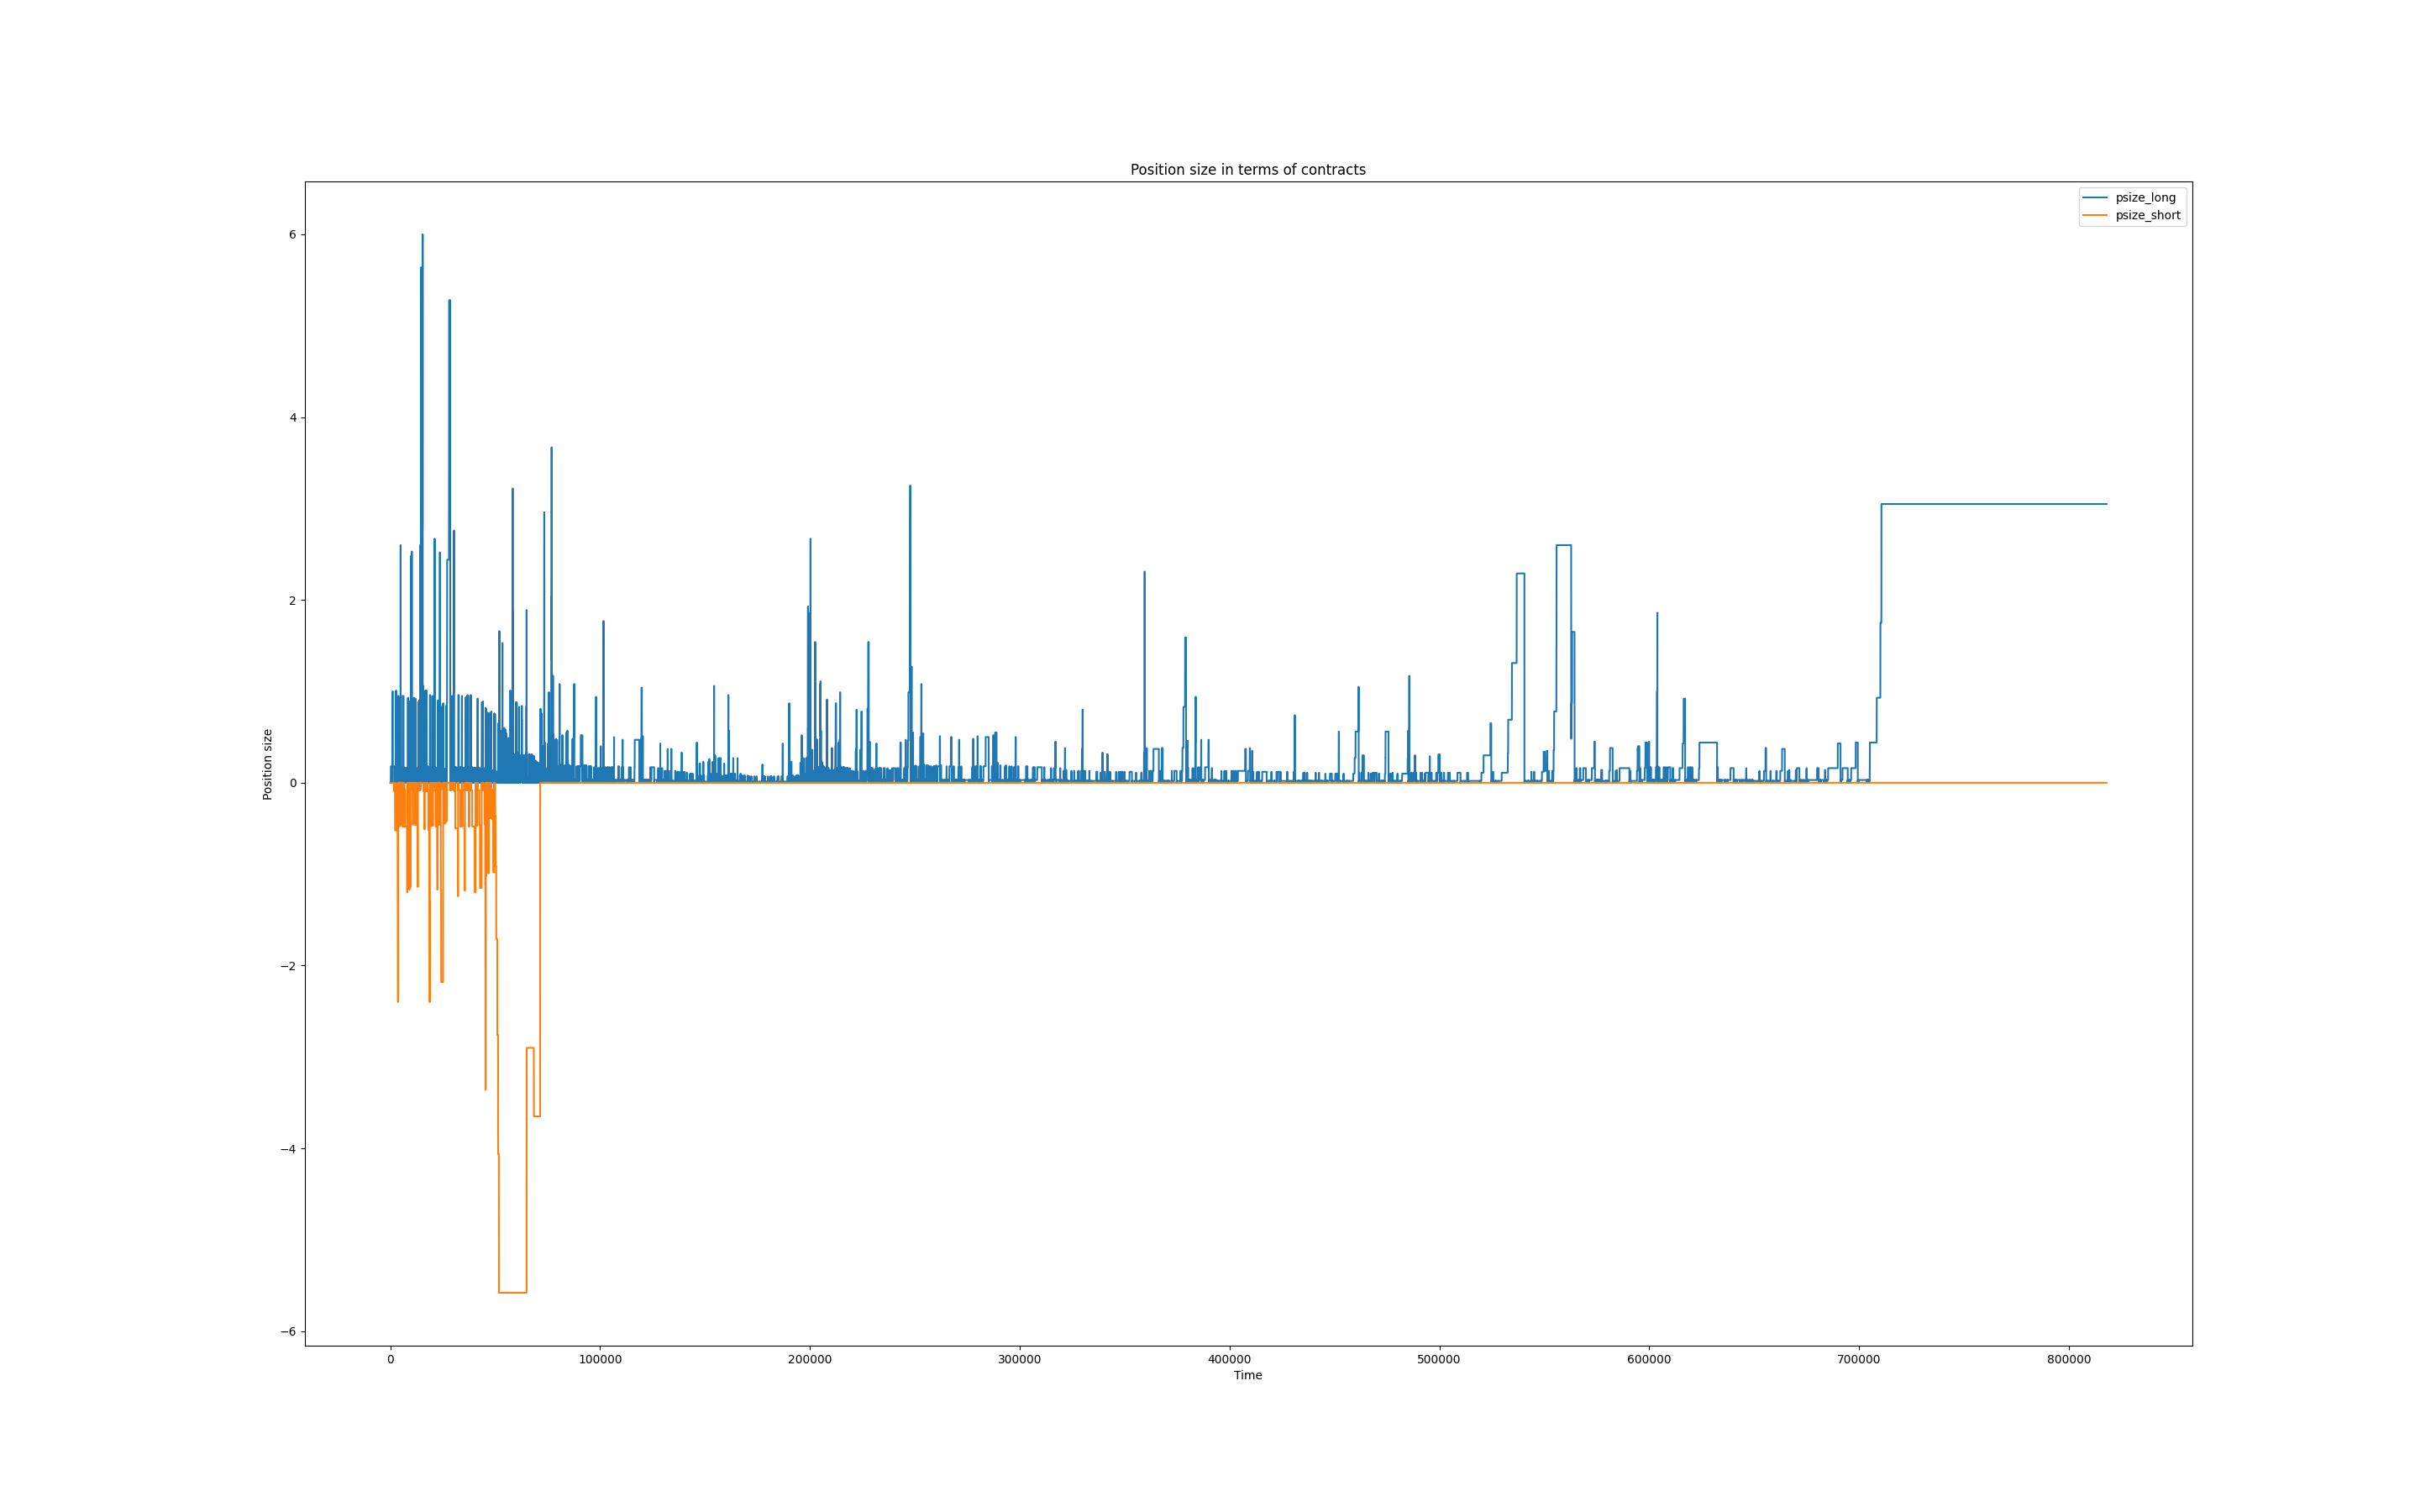 Position size in terms of contracts
psize_long
psize_short
Position size
6
4
2
0
−2
−4
−6
0 100000 200000 300000 400000 500000 600000 700000 800000
Time